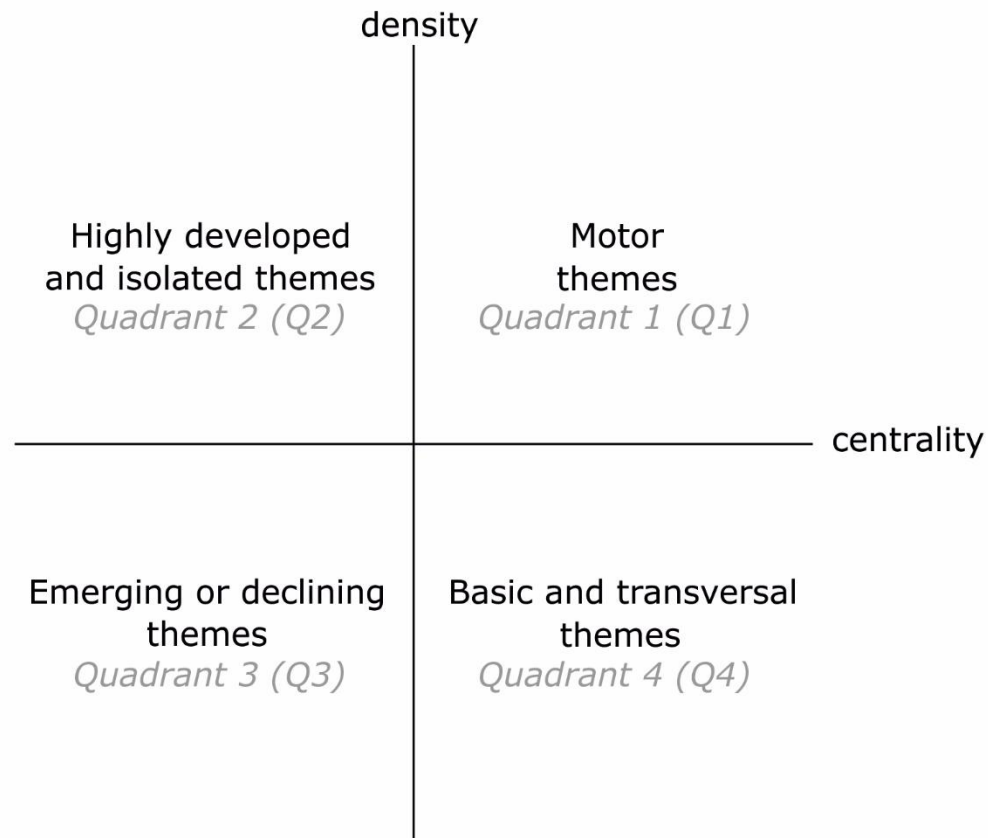 density
Highly developed
and isolated themes
Quadrant 2 (Q2)
Motor
themes
Quadrant 1 (Q1)
centrality
Emerging or declining
themes
Quadrant 3 (Q3)
Basic and transversal
themes
Quadrant 4 (Q4)